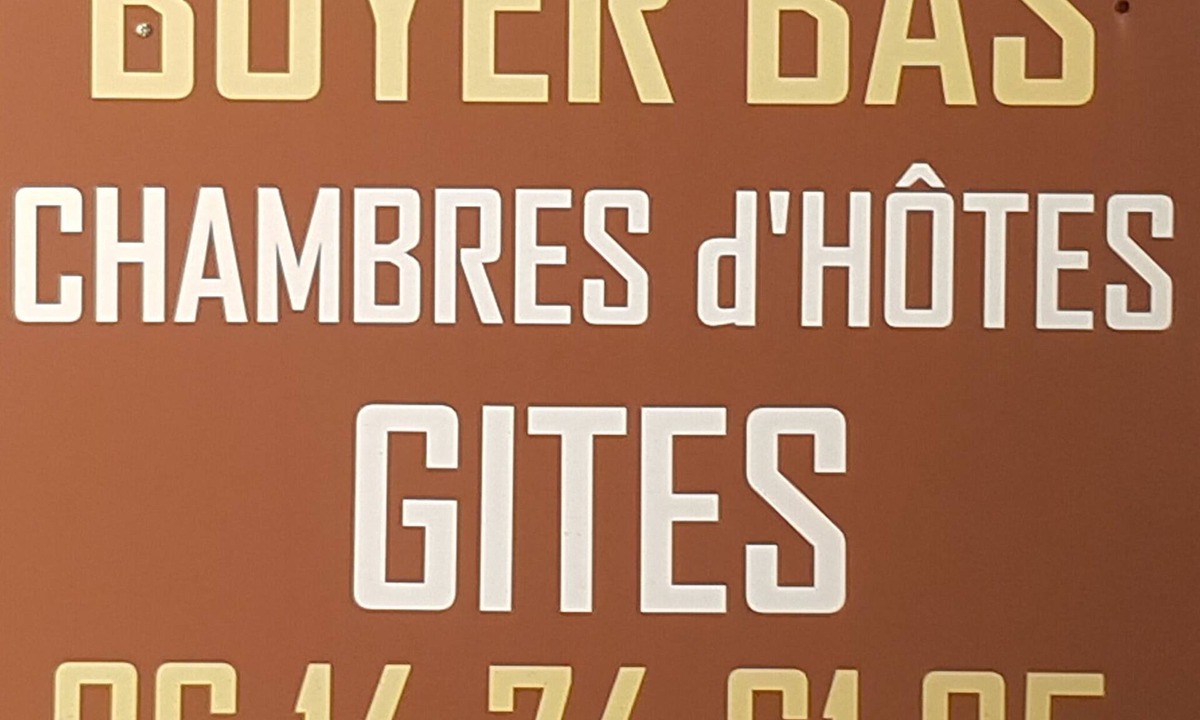 BOYER BAS
CHAMBRES d'HÔTES
GITES